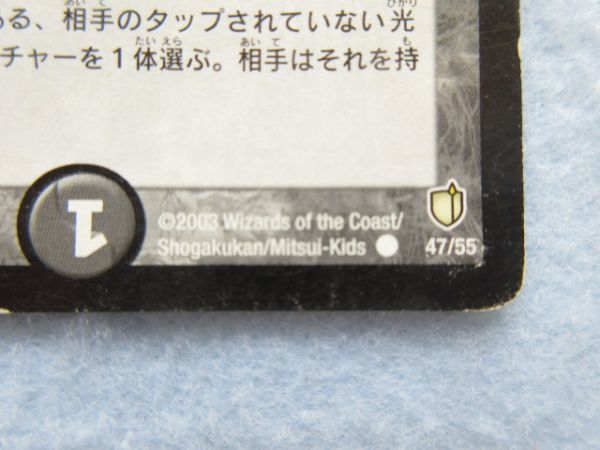 ある、相手のタップされていない光
チャーを1体選ぶ。相手はそれを持
1
©2003 Wizards of the Coast/
Shogakukan/Mitsui-Kids
47/55